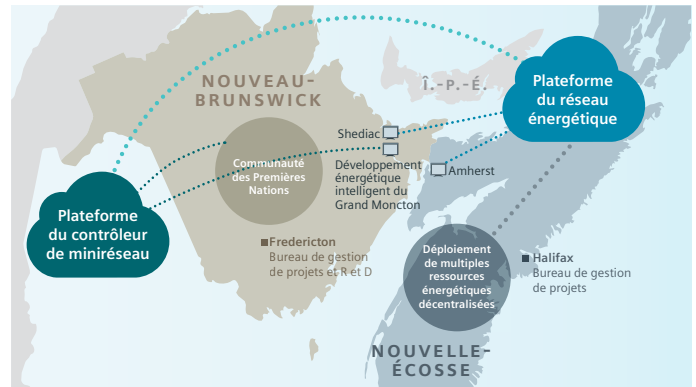 NOUVEAU-
BRUNSWICK
Î.-P.-É.
Plateforme
du réseau
énergétique
Shediac
Communauté
des Premières
Nations
Développement
énergétique
intelligent du
Grand Moncton
Amherst
Plateforme
du contrôleur
de miniréseau
Fredericton
Bureau de gestion
de projets et R et D
Déploiement
de multiples
ressources
énergétiques
décentralisées
Halifax
Bureau de gestion
de projets
NOUVELLE-
ÉCOSSE